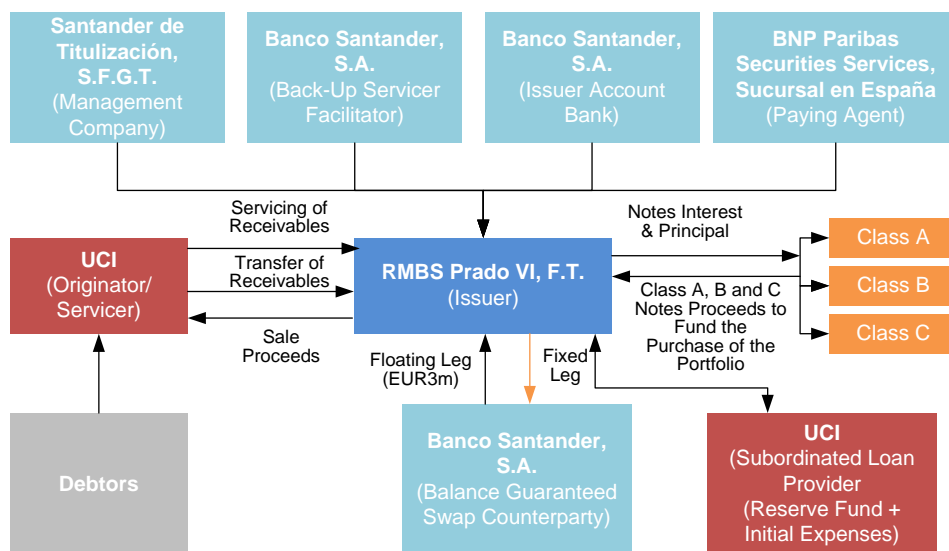 Santander de
Titulización,
S.F.G.T.
(Management
Company)
Banco Santander,
S.A.
(Back-Up Servicer
Facilitator)
Banco Santander,
S.A.
(Issuer Account
Bank)
BNP Paribas
Securities Services,
Sucursal en España
(Paying Agent)
Servicing of
Receivables
Notes Interest
& Principal
UCI
(Originator/
Servicer)
Transfer of
Receivables
Sale
Proceeds
RMBS Prado VI, F.T.
(Issuer)
Class A
Class B
Class C
Class A, B and C
Notes Proceeds to
Fund the
Purchase of the
Portfolio
Floating Leg
(EUR3m)
Fixed
Leg
Debtors
Banco Santander,
S.A.
(Balance Guaranteed
Swap Counterparty)
UCI
(Subordinated Loan
Provider
(Reserve Fund +
Initial Expenses)